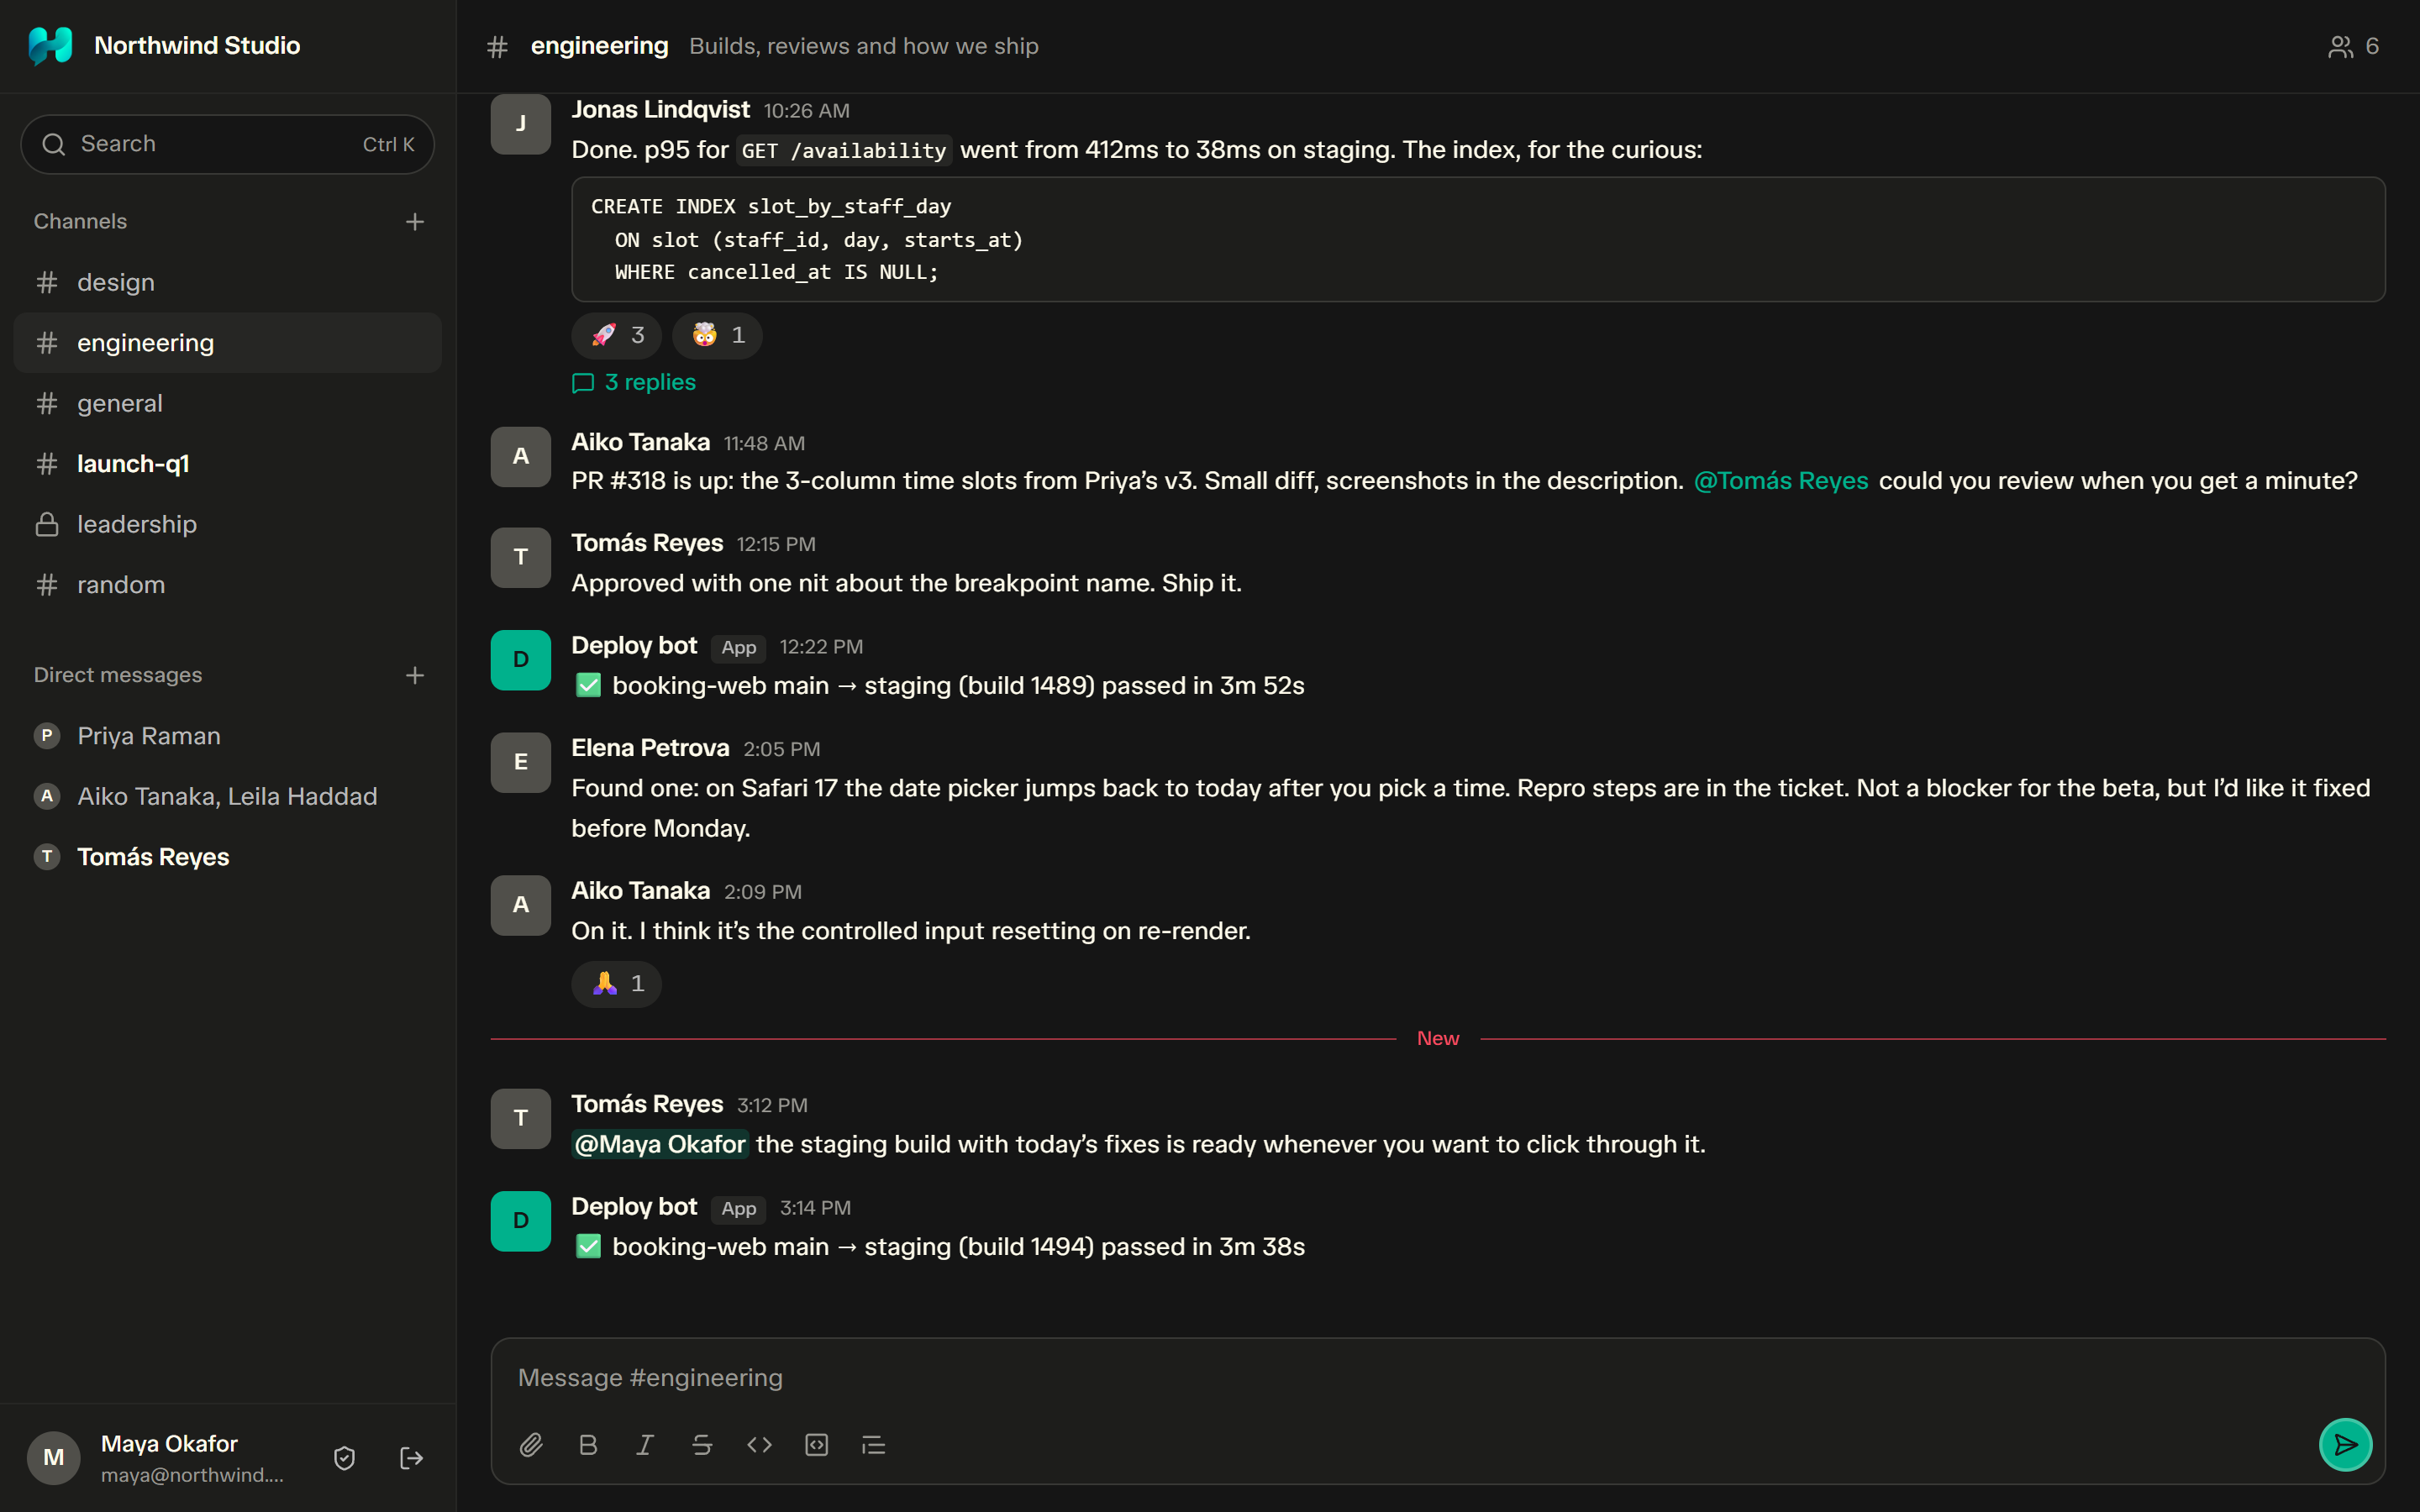 Northwind Studio
Search Ctrl K
Channels
design
engineering
general
launch-q1
leadership
random
Direct messages
P Priya Raman
A Aiko Tanaka, Leila Haddad
T Tomás Reyes
M
Maya Okafor
maya@northwind....
# engineering Builds, reviews and how we ship 6
J
Jonas Lindqvist 10:26 AM
Done. p95 for GET /availability went from 412ms to 38ms on staging. The index, for the curious:
CREATE INDEX slot_by_staff_day
ON slot (staff_id, day, starts_at)
WHERE cancelled_at IS NULL;
🚀 3 🤯 1
3 replies
A
Aiko Tanaka 11:48 AM
PR #318 is up: the 3-column time slots from Priya’s v3. Small diff, screenshots in the description. @Tomás Reyes could you review when you get a minute?
T
Tomás Reyes 12:15 PM
Approved with one nit about the breakpoint name. Ship it.
D
Deploy bot App 12:22 PM
✅ booking-web main → staging (build 1489) passed in 3m 52s
E
Elena Petrova 2:05 PM
Found one: on Safari 17 the date picker jumps back to today after you pick a time. Repro steps are in the ticket. Not a blocker for the beta, but I’d like it fixed
before Monday.
A
Aiko Tanaka 2:09 PM
On it. I think it’s the controlled input resetting on re-render.
🙏 1
New
T
Tomás Reyes 3:12 PM
@Maya Okafor the staging build with today’s fixes is ready whenever you want to click through it.
D
Deploy bot App 3:14 PM
✅ booking-web main → staging (build 1494) passed in 3m 38s
Message #engineering